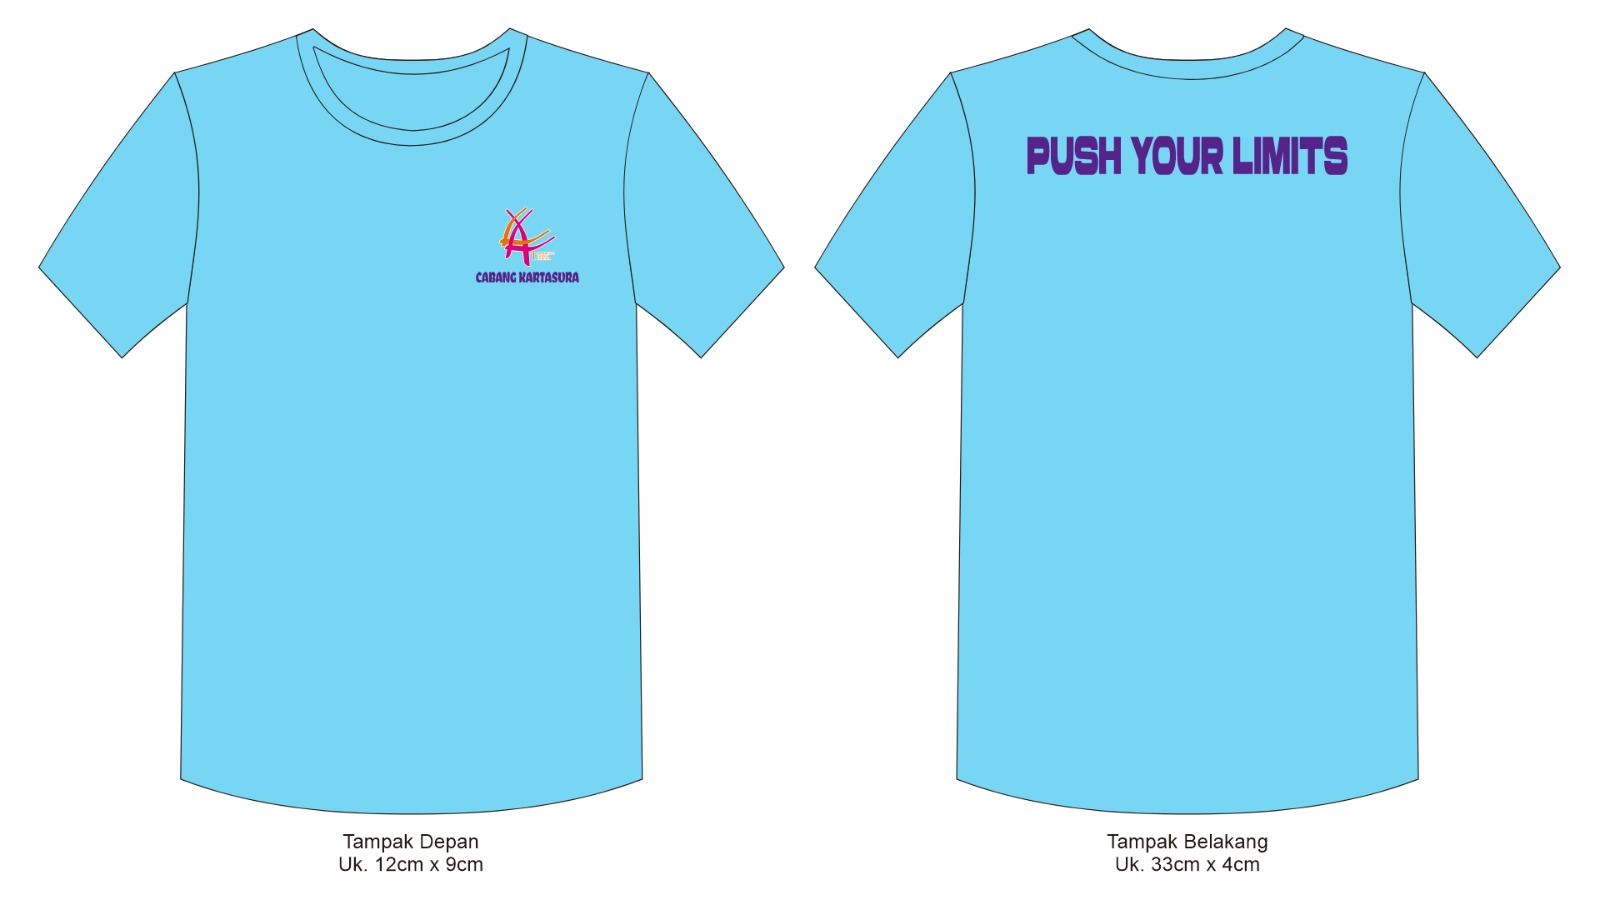 CABANG KARTASURA
PUSH YOUR LIMITS
Tampak Depan
Uk. 12cm x 9cm
Tampak Belakang
Uk. 33cm x 4cm